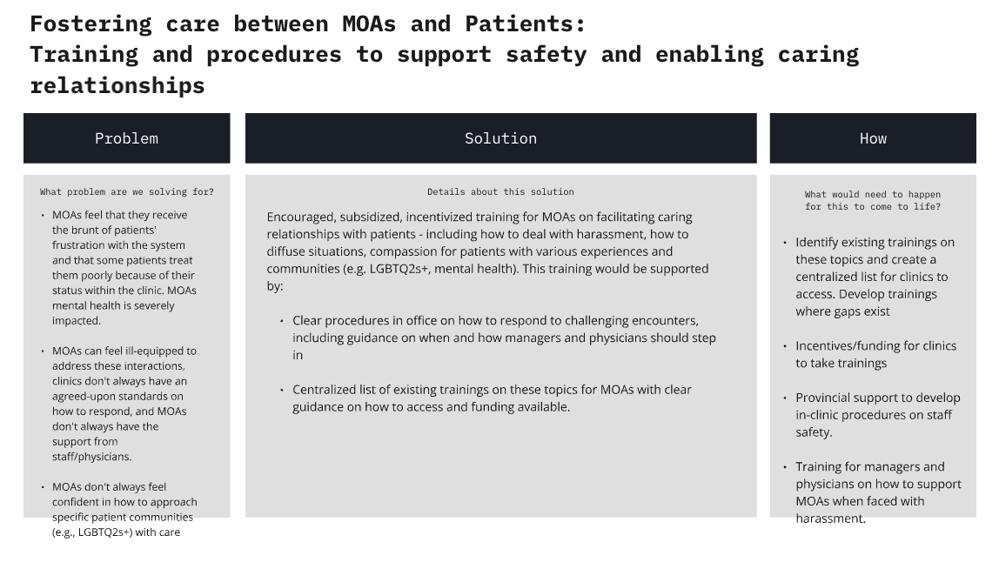 Fostering care between MOAs and Patients:
Training and procedures to support safety and enabling caring
relationships
Problem
What problem are we solving for?
• MOAs feel that they receive
the brunt of patients'
frustration with the system
and that some patients treat
them poorly because of their
status within the clinic. MOAs
mental health is severely
impacted.
• MOAs can feel ill-equipped to
address these interactions,
clinics don't always have an
agreed-upon standards on
how to respond, and MOAs
don't always have the
support from
staff/physicians.
• MOAs don't always feel
confident in how to approach
specific patient communities
(e.g., LGBTQ2s+) with care
Solution
Details about this solution
Encouraged, subsidized, incentivized training for MOAs on facilitating caring
relationships with patients - including how to deal with harassment, how to
diffuse situations, compassion for patients with various experiences and
communities (e.g. LGBTQ2s+, mental health). This training would be supported
by:
• Clear procedures in office on how to respond to challenging encounters,
including guidance on when and how managers and physicians should step
in
• Centralized list of existing trainings on these topics for MOAs with clear
guidance on how to access and funding available.
How
What would need to happen
for this to come to life?
• Identify existing trainings on
these topics and create a
centralized list for clinics to
access. Develop trainings
where gaps exist
• Incentives/funding for clinics
to take trainings
• Provincial support to develop
in-clinic procedures on staff
safety.
• Training for managers and
physicians on how to support
MOAs when faced with
harassment.